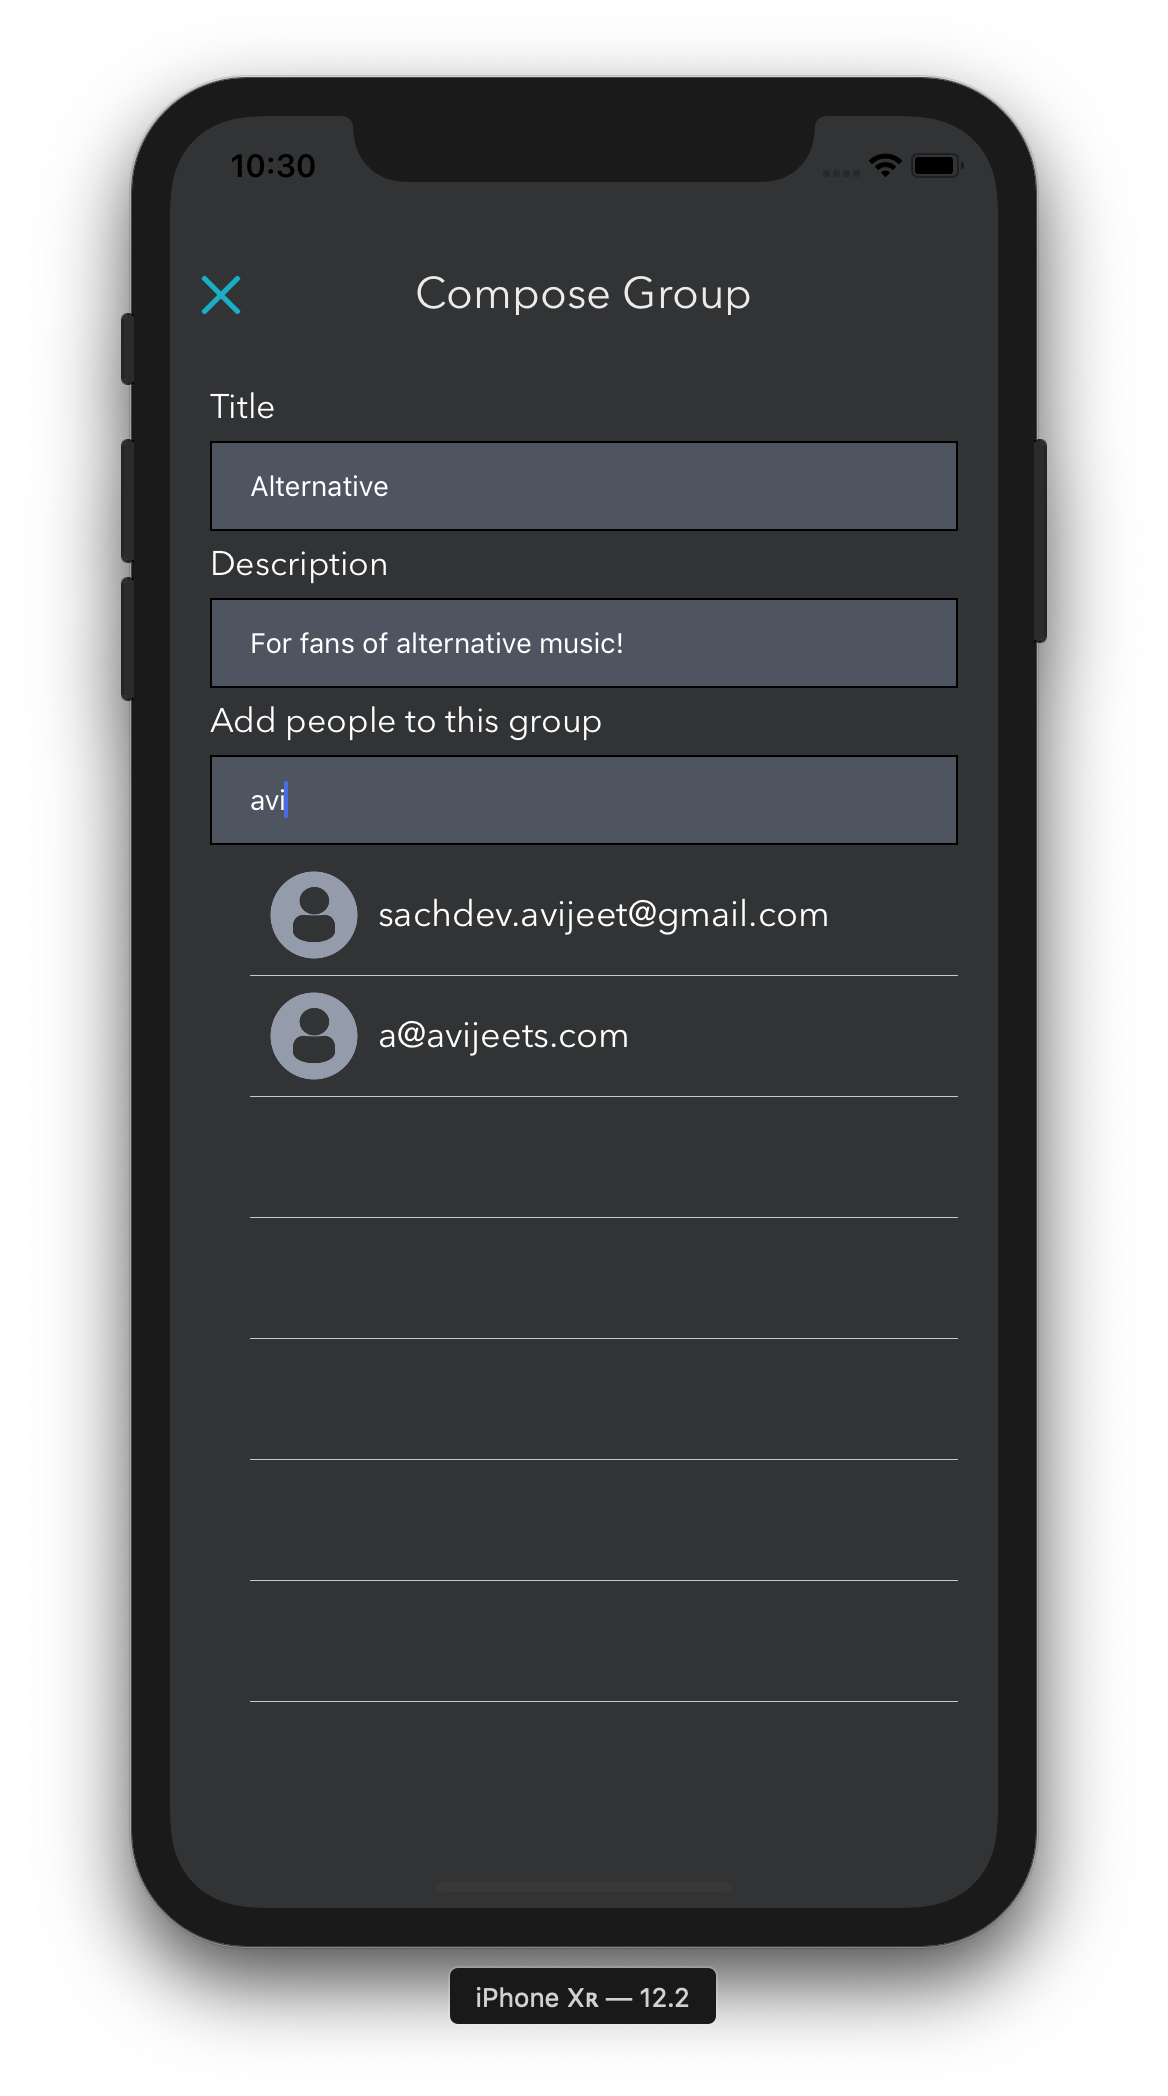 10:30
Compose Group
Title
Alternative
Description
For fans of alternative music!
Add people to this group
avi
sachdev.avijeet@gmail.com
a@avijeets.com
iPhone Xʀ — 12.2